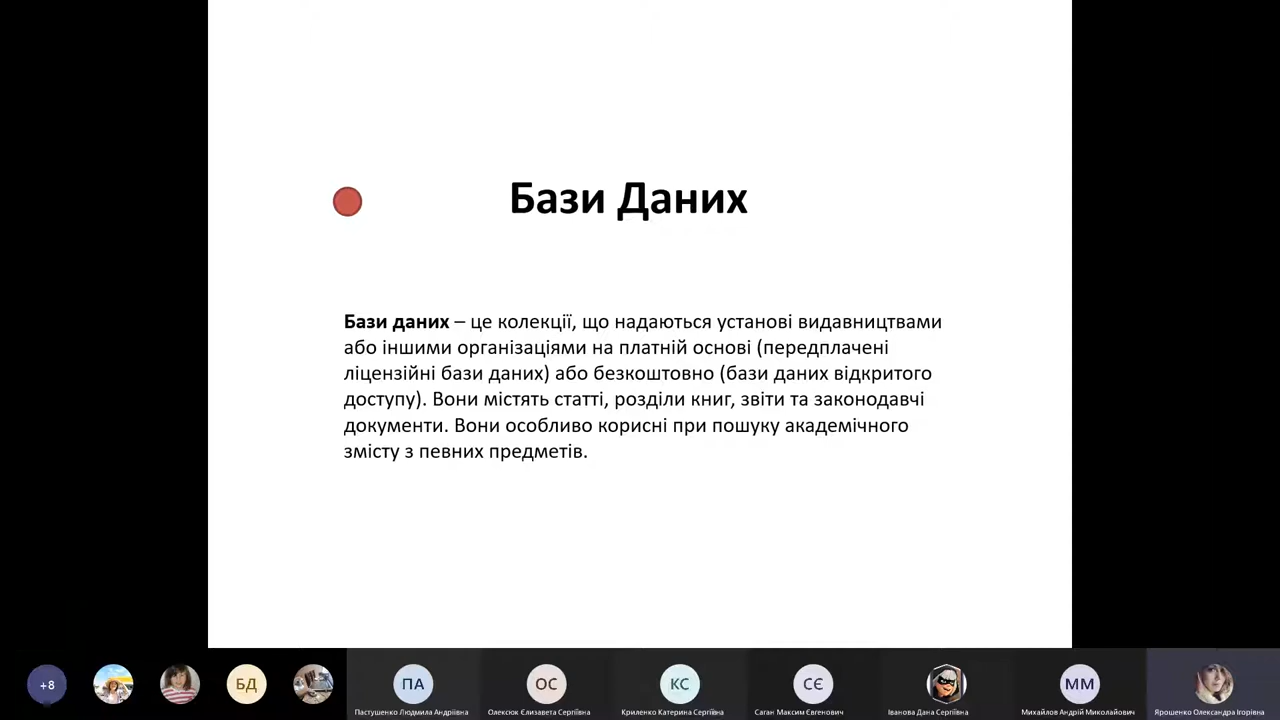 Бази Даних
Бази даних – це колекції, що надаються установі видавництвами
або іншими організаціями на платній основі (передплачені
ліцензійні бази даних) або безкоштовно (бази даних відкритого
доступу). Вони містять статті, розділи книг, звіти та законодавчі
документи. Вони особливо корисні при пошуку академічного
змісту з певних предметів.
+8
БД
ПА
ОС
КС
СЄ
ММ
Пастушенко Людмила Андріївна
Олексюк Єлизавета Сергіївна
Криленко Катерина Сергіївна
Саган Максим Євгенович
Іванова Дана Сергіївна
Михайлов Андрій Миколайович
Ярошенко Олександра Ігорівна